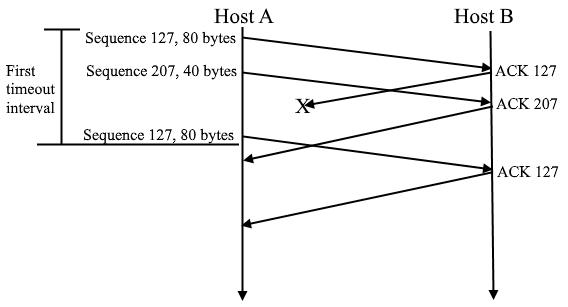 Host A
Host B
Sequence 127, 80 bytes
First
timeout
interval
Sequence 207, 40 bytes
ACK 127
X
ACK 207
Sequence 127, 80 bytes
ACK 127